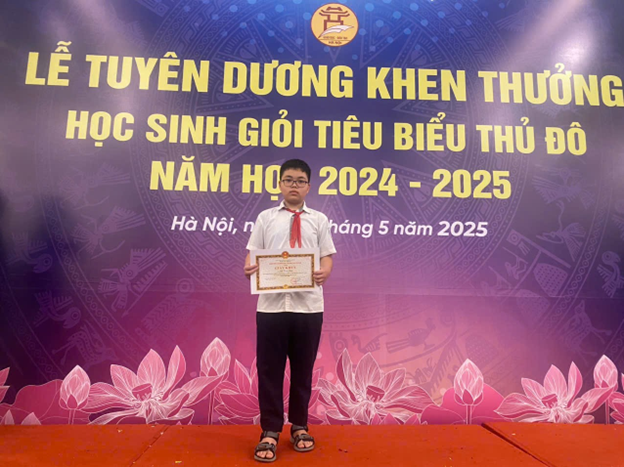 LỄ TUYÊN DƯƠNG KHEN THƯỞNG
HỌC SINH GIỎI TIÊU BIỂU THỦ ĐÔ
NĂM HỌC 2024 - 2025
Hà Nội, tháng 5 năm 2025